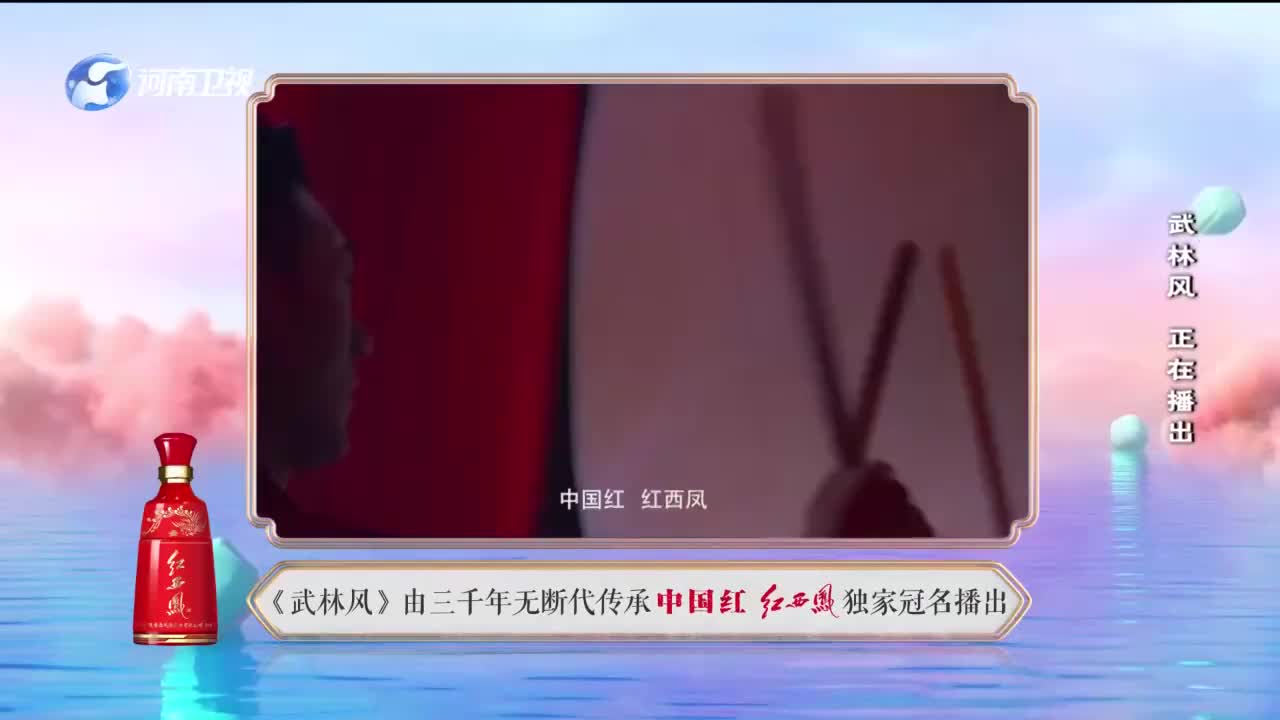 河南卫视
武林风 正在播出
中国红 红西凤
红西凤
《武林风》由三千年无断代传承中国红 红西鳳独家冠名播出